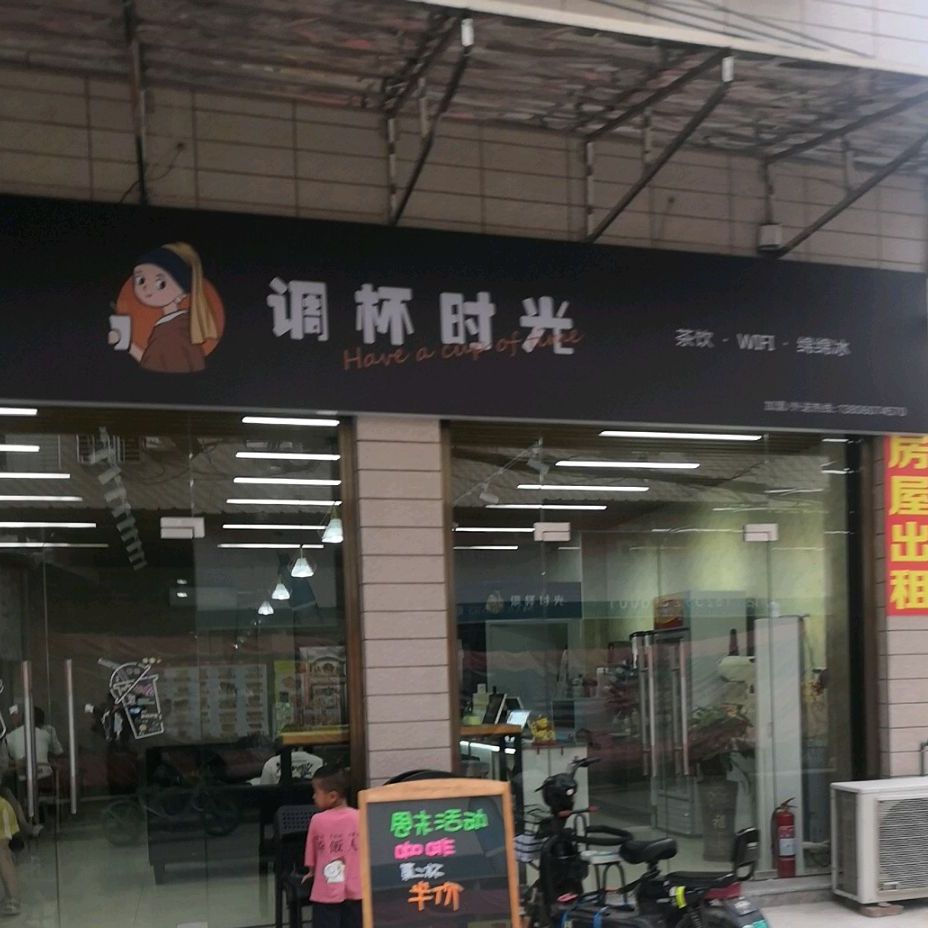 调杯时光
Have a cup of time
茶饮 · WIFI · 绵绵冰
房屋出租
调杯时光
周末活动
咖啡
第二杯
半价